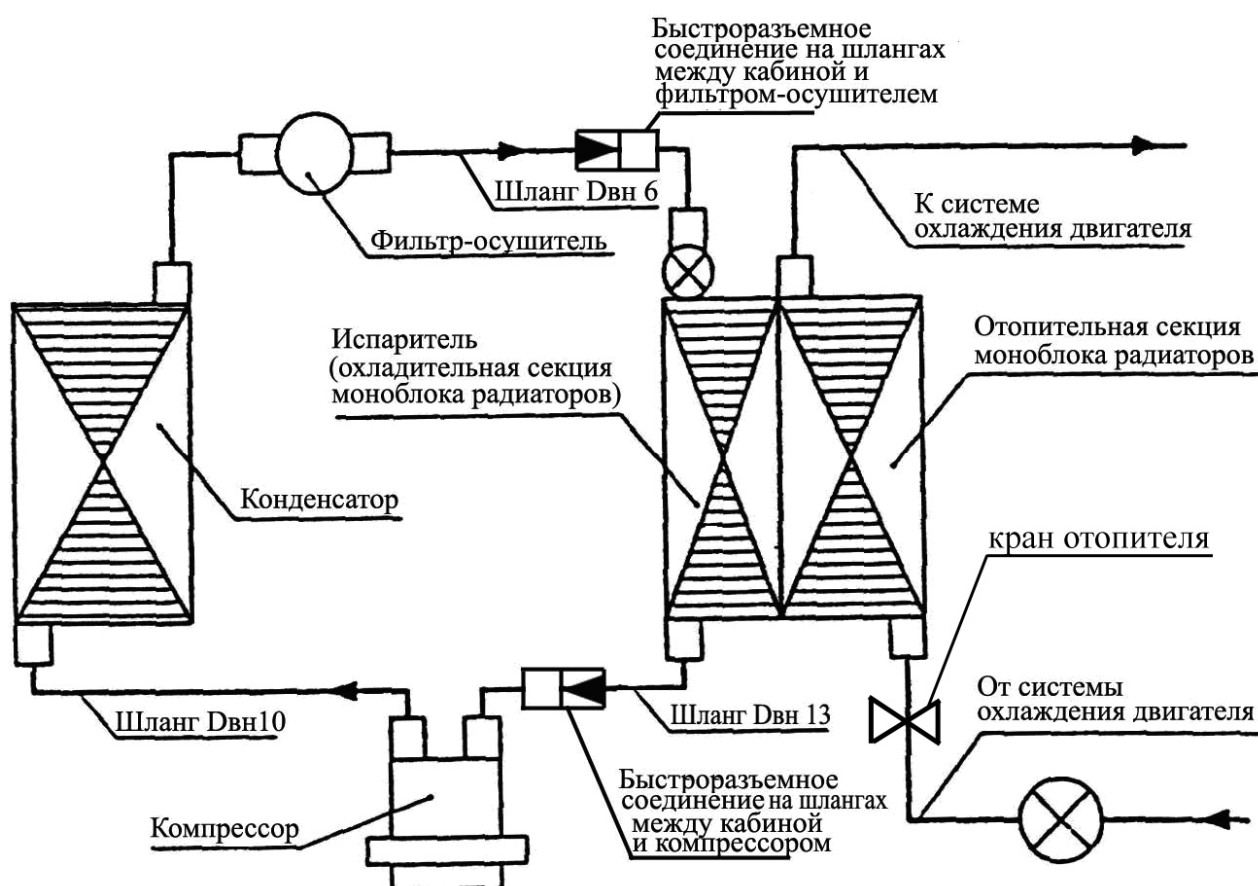 Быстроразъемное
соединение на шлангах
между кабиной и
фильтром-осушителем
Шланг Dвн 6
Фильтр-осушитель
К системе
охлаждения двигателя
Испаритель
(охладительная секция
моноблока радиаторов)
Отопительная секция
моноблока радиаторов
Конденсатор
кран отопителя
Шланг Dвн10
Шланг Dвн 13
От системы
охлаждения двигателя
Быстроразъемное
соединение на шлангах
между кабиной
и компрессором
Компрессор